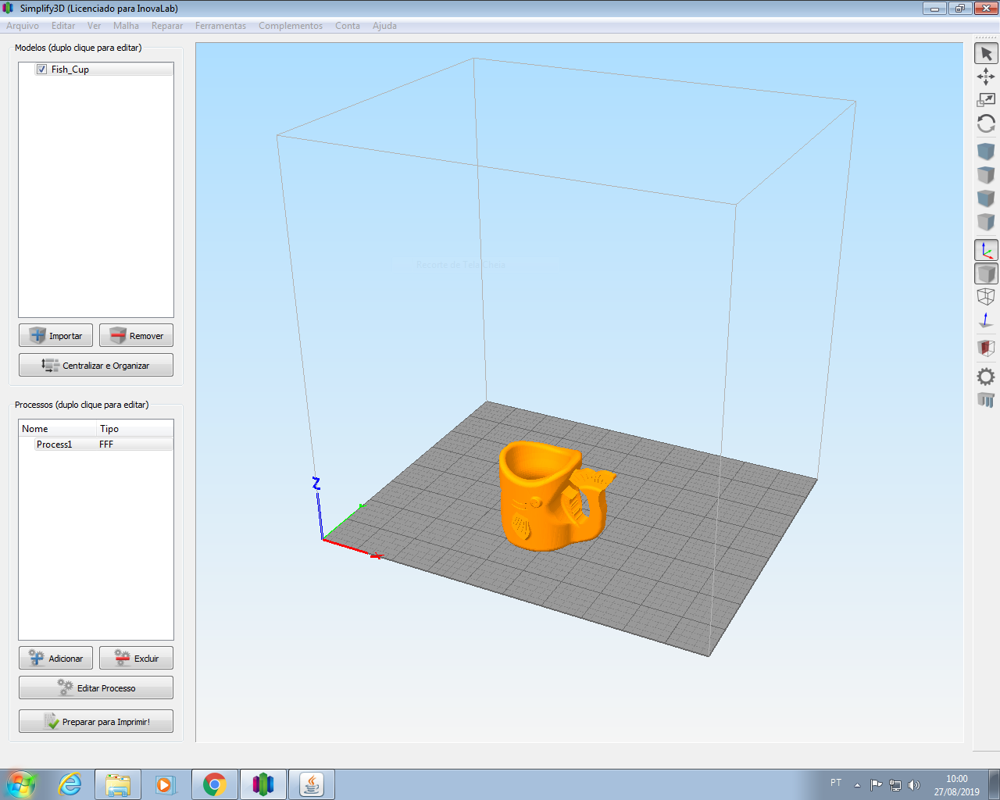 Simplify3D (Licenciado para InovaLab)
Arquivo Editar Ver Malha Reparar Ferramentas Complementos Conta Ajuda
Modelos (duplo clique para editar)
Fish_Cup
Importar Remover
Centralizar e Organizar
Processos (duplo clique para editar)
Nome Tipo
Process1 FFF
Adicionar Excluir
Editar Processo
Preparar para Imprimir!
Recorte de Tela Cheia
Z
PT
10:00
27/08/2019